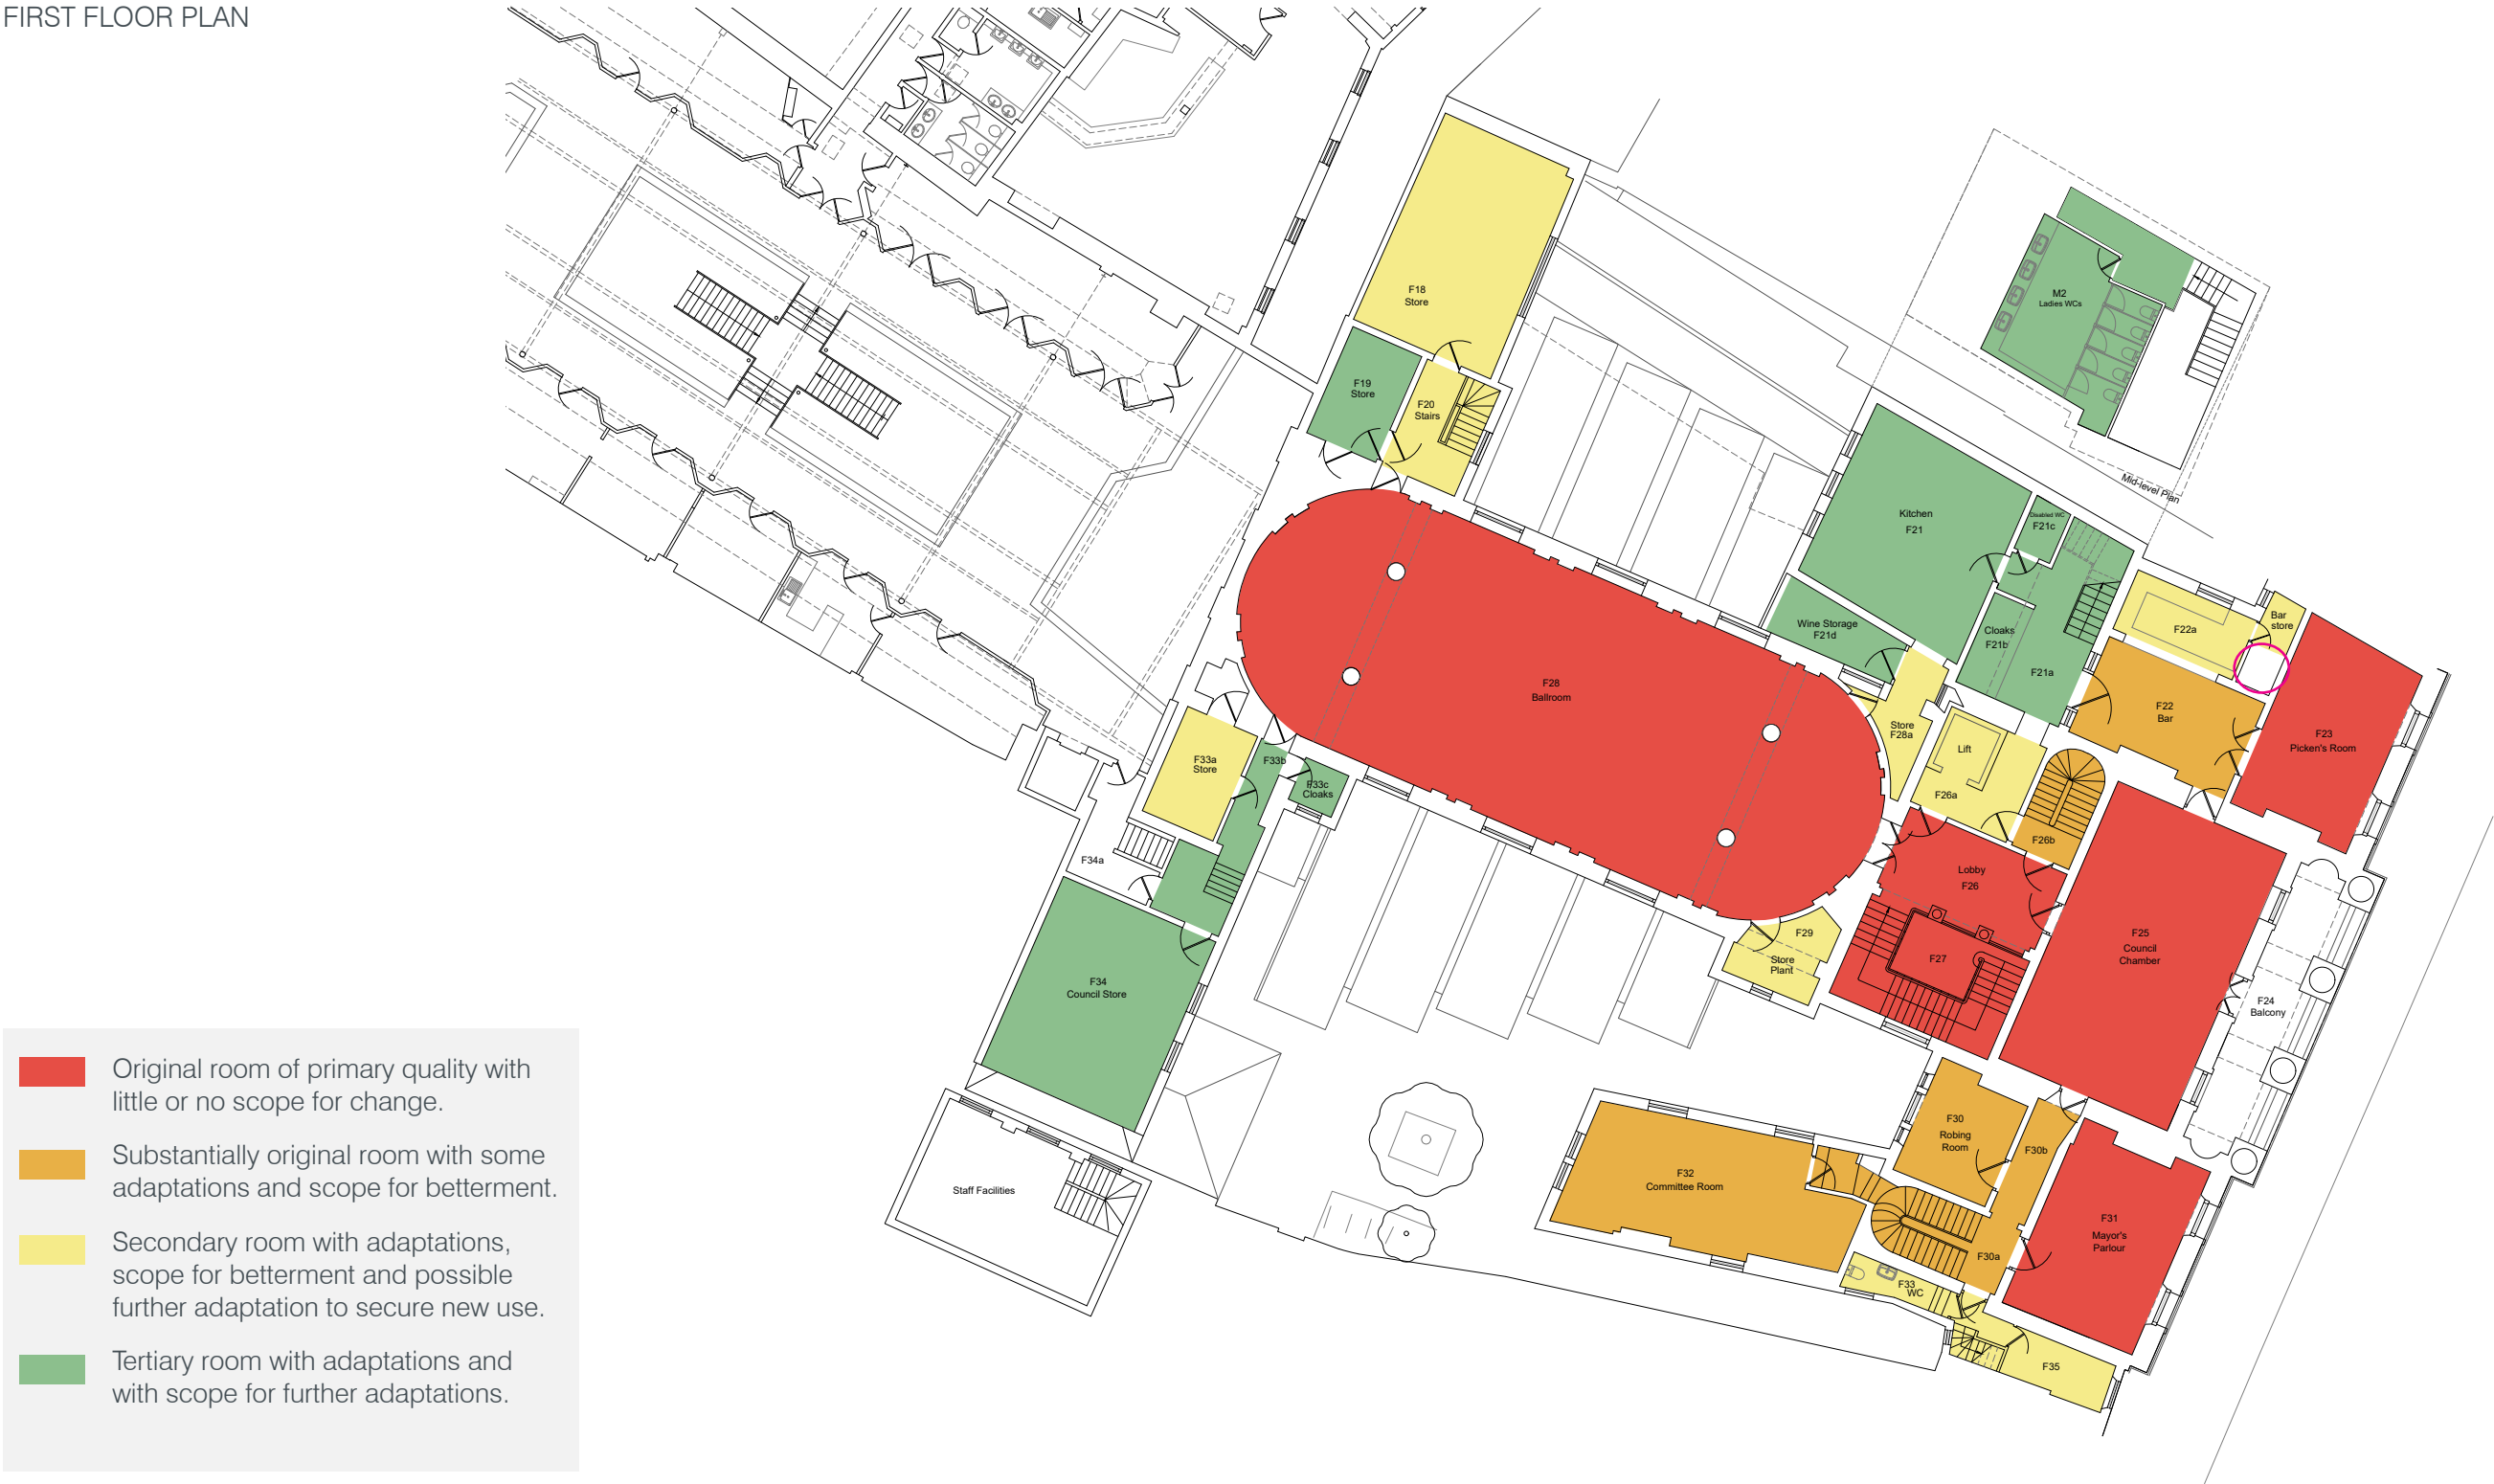 FIRST FLOOR PLAN
F18
Store
M2
Ladies WCs
F19
Store
F20
Stairs
Mid-level Plan
Kitchen
F21
Disabled WC
F21c
Wine Storage
F21d
Cloaks
F21b
F21a
F22a
Bar
store
F22
Bar
F23
Picken's Room
F28
Ballroom
Store
F28a
Lift
F26a
F26b
F33a
Store
F33b
F33c
Cloaks
F34a
Lobby
F26
F27
F25
Council
Chamber
F24
Balcony
F29
Store
Plant
F34
Council Store
Staff Facilities
F30
Robing
Room
F30b
F32
Committee Room
F31
Mayor's
Parlour
F30a
F33
WC
F35
Original room of primary quality with
little or no scope for change.
Substantially original room with some
adaptations and scope for betterment.
Secondary room with adaptations,
scope for betterment and possible
further adaptation to secure new use.
Tertiary room with adaptations and
with scope for further adaptations.